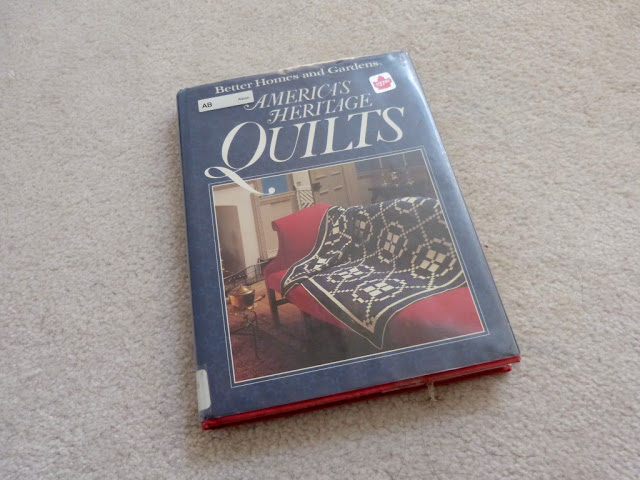 Better Homes and Gardens®
AB
AMERICA'S
HERITAGE
QUILTS